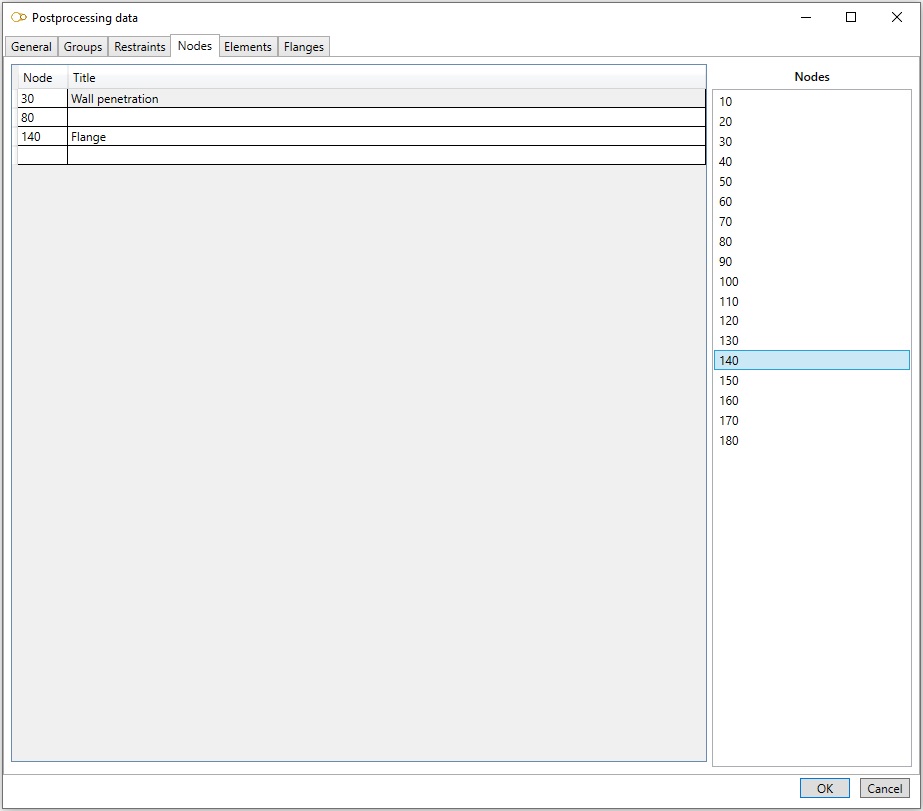 Postprocessing data
General Groups Restraints Nodes Elements Flanges
Node Title
30 Wall penetration
80
140 Flange
Nodes
10
20
30
40
50
60
70
80
90
100
110
120
130
140
150
160
170
180
OK Cancel